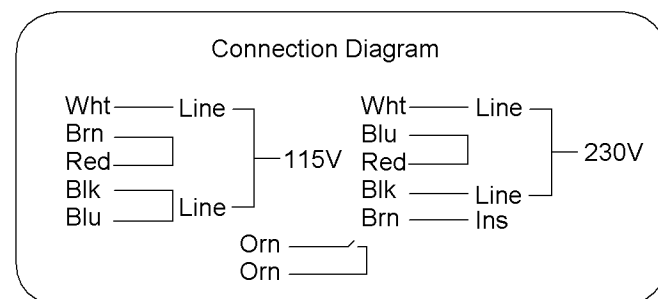 Connection Diagram
Wht Line
Brn
Red
Blk
Blu Line
115V
Wht Line
Blu
Red
Blk Line
Brn Ins
230V
Orn
Orn